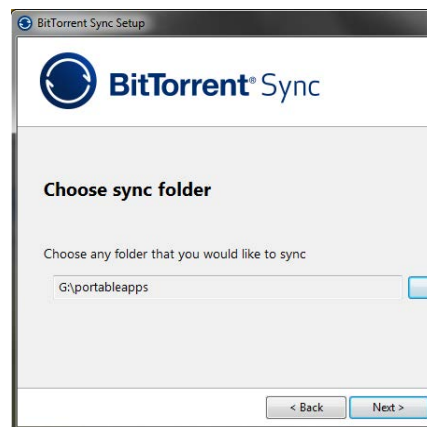 BitTorrent Sync Setup
BitTorrent® Sync
Choose sync folder
Choose any folder that you would like to sync
G:\portableapps
< Back Next >